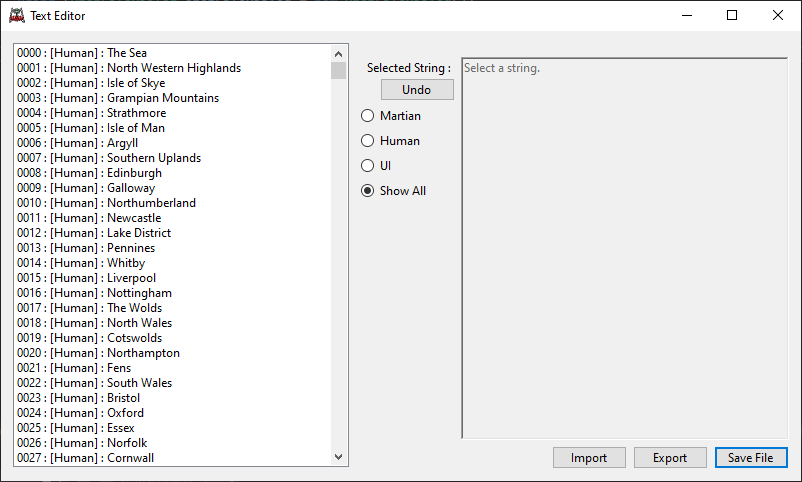 Text Editor
0000 : [Human] : The Sea
0001 : [Human] : North Western Highlands
0002 : [Human] : Isle of Skye
0003 : [Human] : Grampian Mountains
0004 : [Human] : Strathmore
0005 : [Human] : Isle of Man
0006 : [Human] : Argyll
0007 : [Human] : Southern Uplands
0008 : [Human] : Edinburgh
0009 : [Human] : Galloway
0010 : [Human] : Northumberland
0011 : [Human] : Newcastle
0012 : [Human] : Lake District
0013 : [Human] : Pennines
0014 : [Human] : Whitby
0015 : [Human] : Liverpool
0016 : [Human] : Nottingham
0017 : [Human] : The Wolds
0018 : [Human] : North Wales
0019 : [Human] : Cotswolds
0020 : [Human] : Northampton
0021 : [Human] : Fens
0022 : [Human] : South Wales
0023 : [Human] : Bristol
0024 : [Human] : Oxford
0025 : [Human] : Essex
0026 : [Human] : Norfolk
0027 : [Human] : Cornwall
Selected String :
Undo
Martian
Human
UI
Show All
Select a string.
Import
Export
Save File